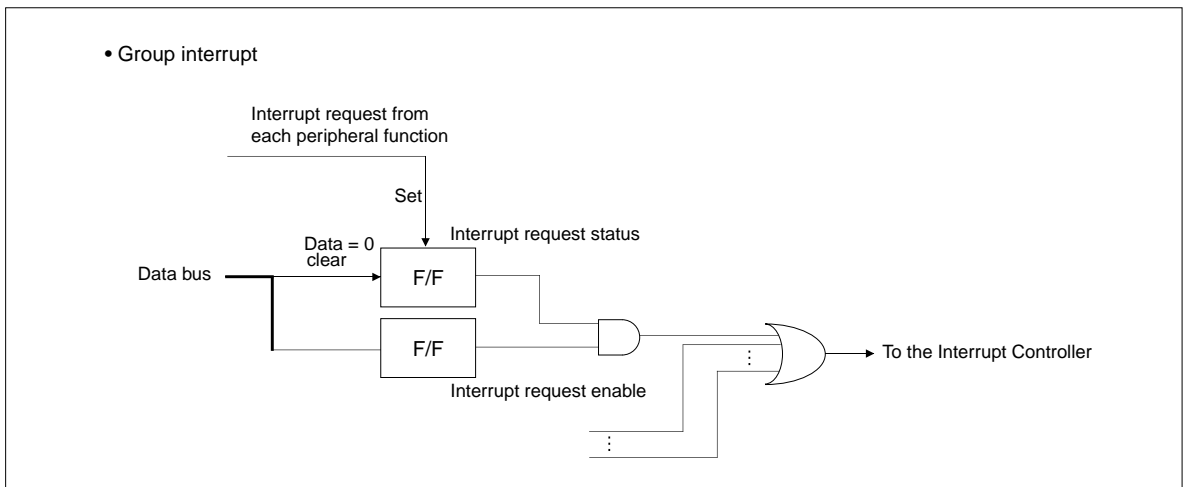 • Group interrupt
Interrupt request from
each peripheral function
Set
Interrupt request status
Data = 0
clear
Data bus
F/F
F/F
To the Interrupt Controller
Interrupt request enable